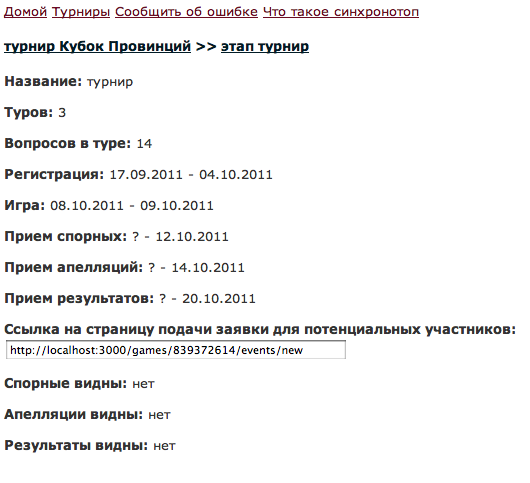 Домой Турниры Сообщить об ошибке Что такое синхронотоп
турнир Кубок Провинций >> этап турнир
Название: турнир
Туров: 3
Вопросов в туре: 14
Регистрация: 17.09.2011 - 04.10.2011
Игра: 08.10.2011 - 09.10.2011
Прием спорных: ? - 12.10.2011
Прием апелляций: ? - 14.10.2011
Прием результатов: ? - 20.10.2011
Ссылка на страницу подачи заявки для потенциальных участников:
http://localhost:3000/games/839372614/events/new
Спорные видны: нет
Апелляции видны: нет
Результаты видны: нет